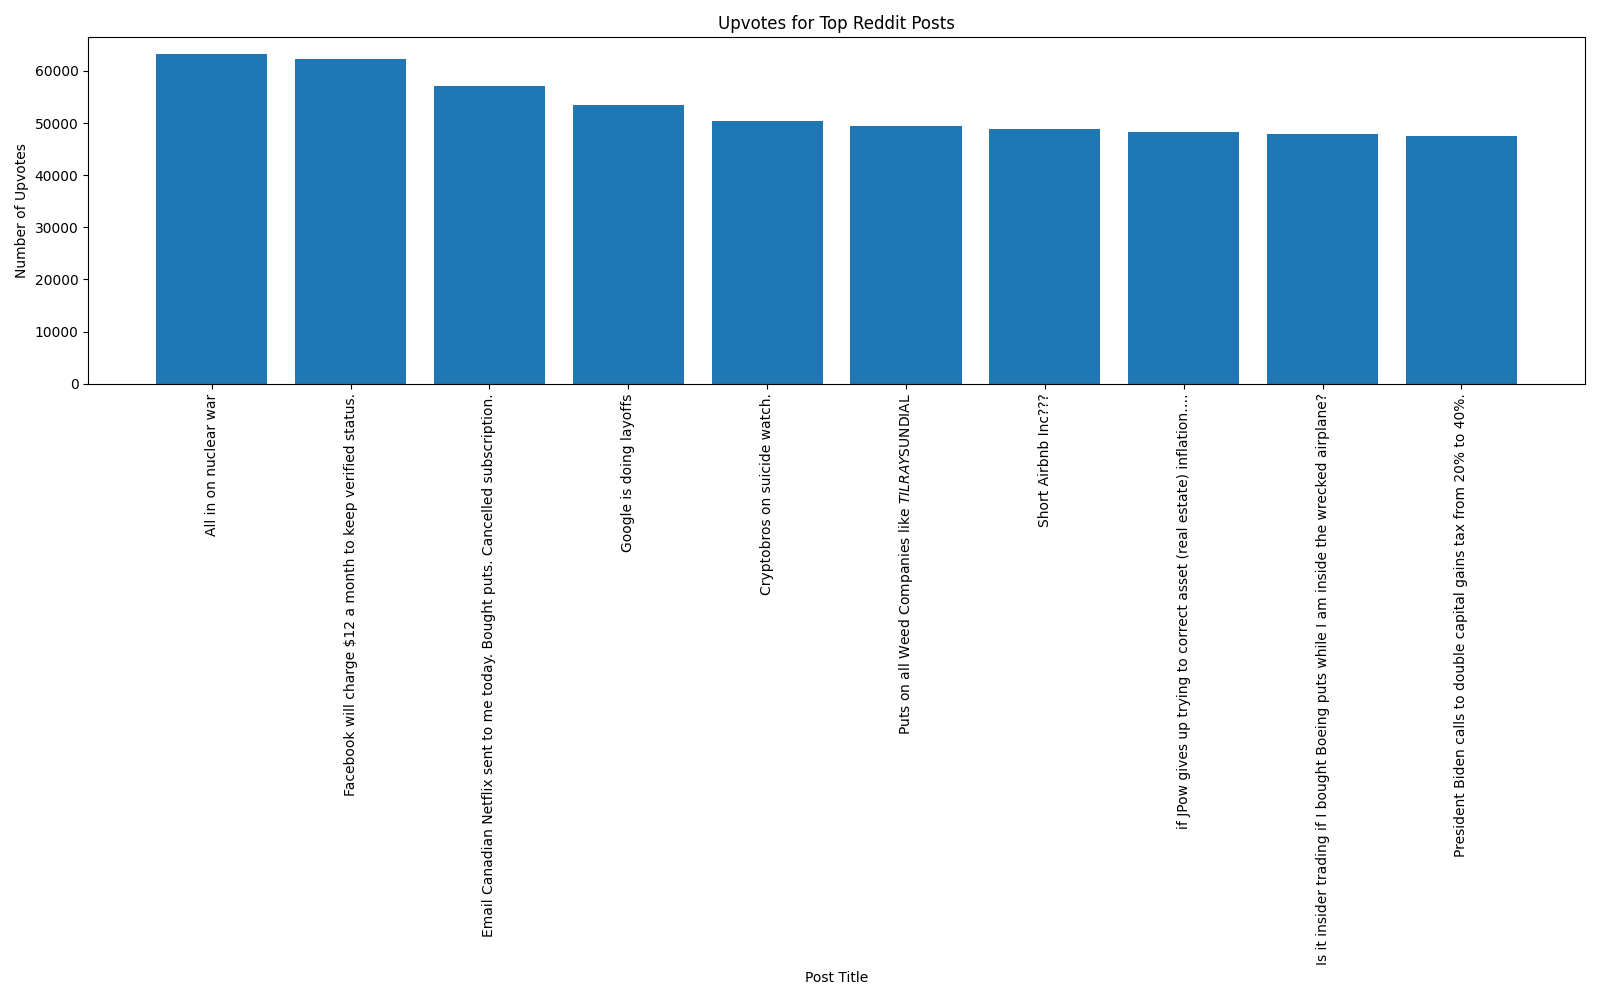 Upvotes for Top Reddit Posts
Number of Upvotes
60000
50000
40000
30000
20000
10000
0
All in on nuclear war
Facebook will charge $12 a month to keep verified status.
Email Canadian Netflix sent to me today. Bought puts. Cancelled subscription.
Google is doing layoffs
Cryptobros on suicide watch.
Puts on all Weed Companies like TILRAYSUNDIAL
Short Airbnb Inc???
if JPow gives up trying to correct asset (real estate) inflation....
Is it insider trading if I bought Boeing puts while I am inside the wrecked airplane?
President Biden calls to double capital gains tax from 20% to 40%.
Post Title